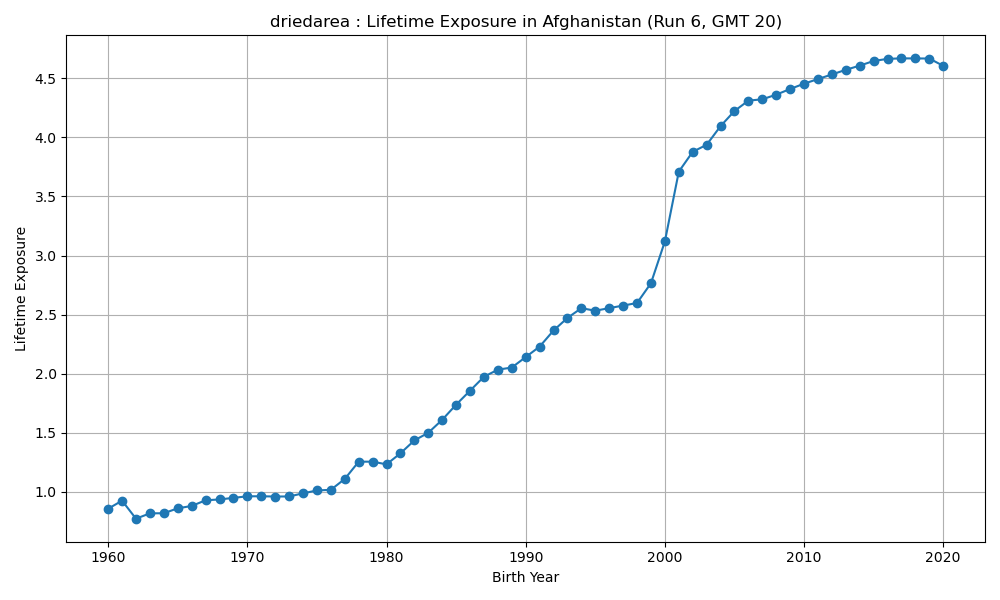 driedarea : Lifetime Exposure in Afghanistan (Run 6, GMT 20)
Lifetime Exposure
4.5
4.0
3.5
3.0
2.5
2.0
1.5
1.0
1960 1970 1980 1990 2000 2010 2020
Birth Year